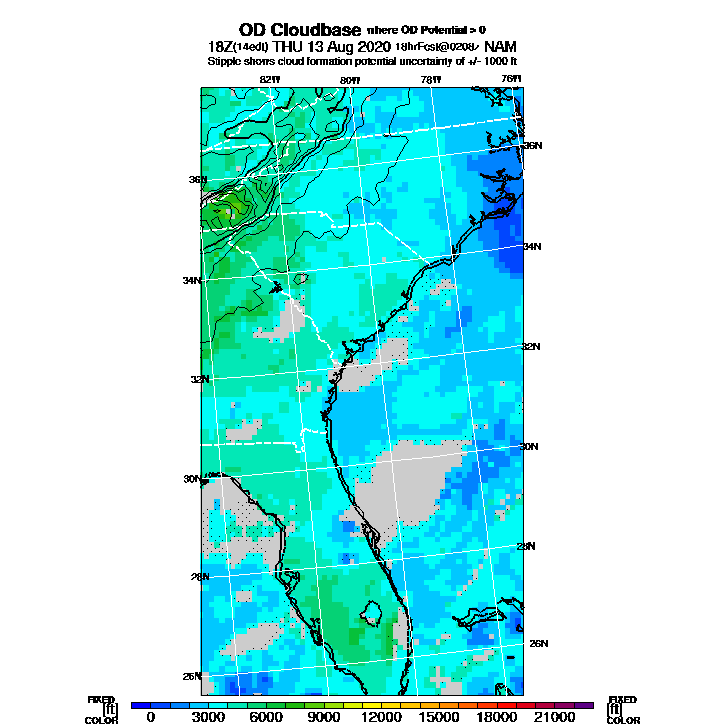 OD Cloudbase where OD Potential > 0
18Z(14edt) THU 13 Aug 2020 18hrFcst@0208z NAM
Stipple shows cloud formation potential uncertainty of +/- 1000 ft
82W 80W 78W 76W
36N 36N
34N 34N
32N 32N
30N 30N
28N 28N
26N 26N
FIXED [ft] COLOR 0 3000 6000 9000 12000 15000 18000 21000 FIXED [ft] COLOR